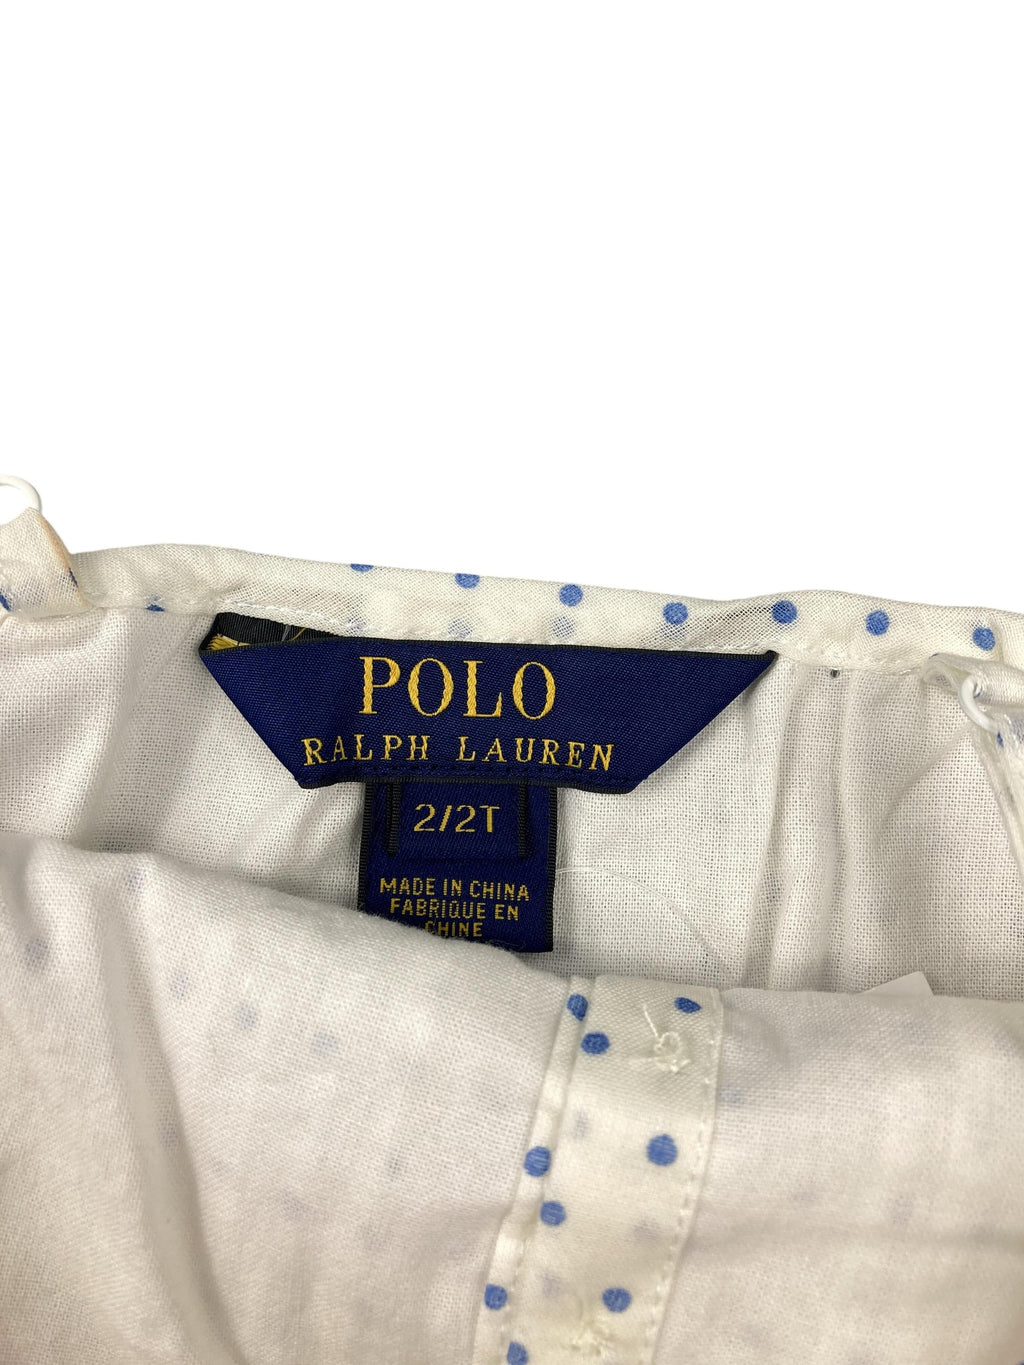 POLO
RALPH LAUREN
2/2T
MADE IN CHINA
FABRIQUE EN
CHINE